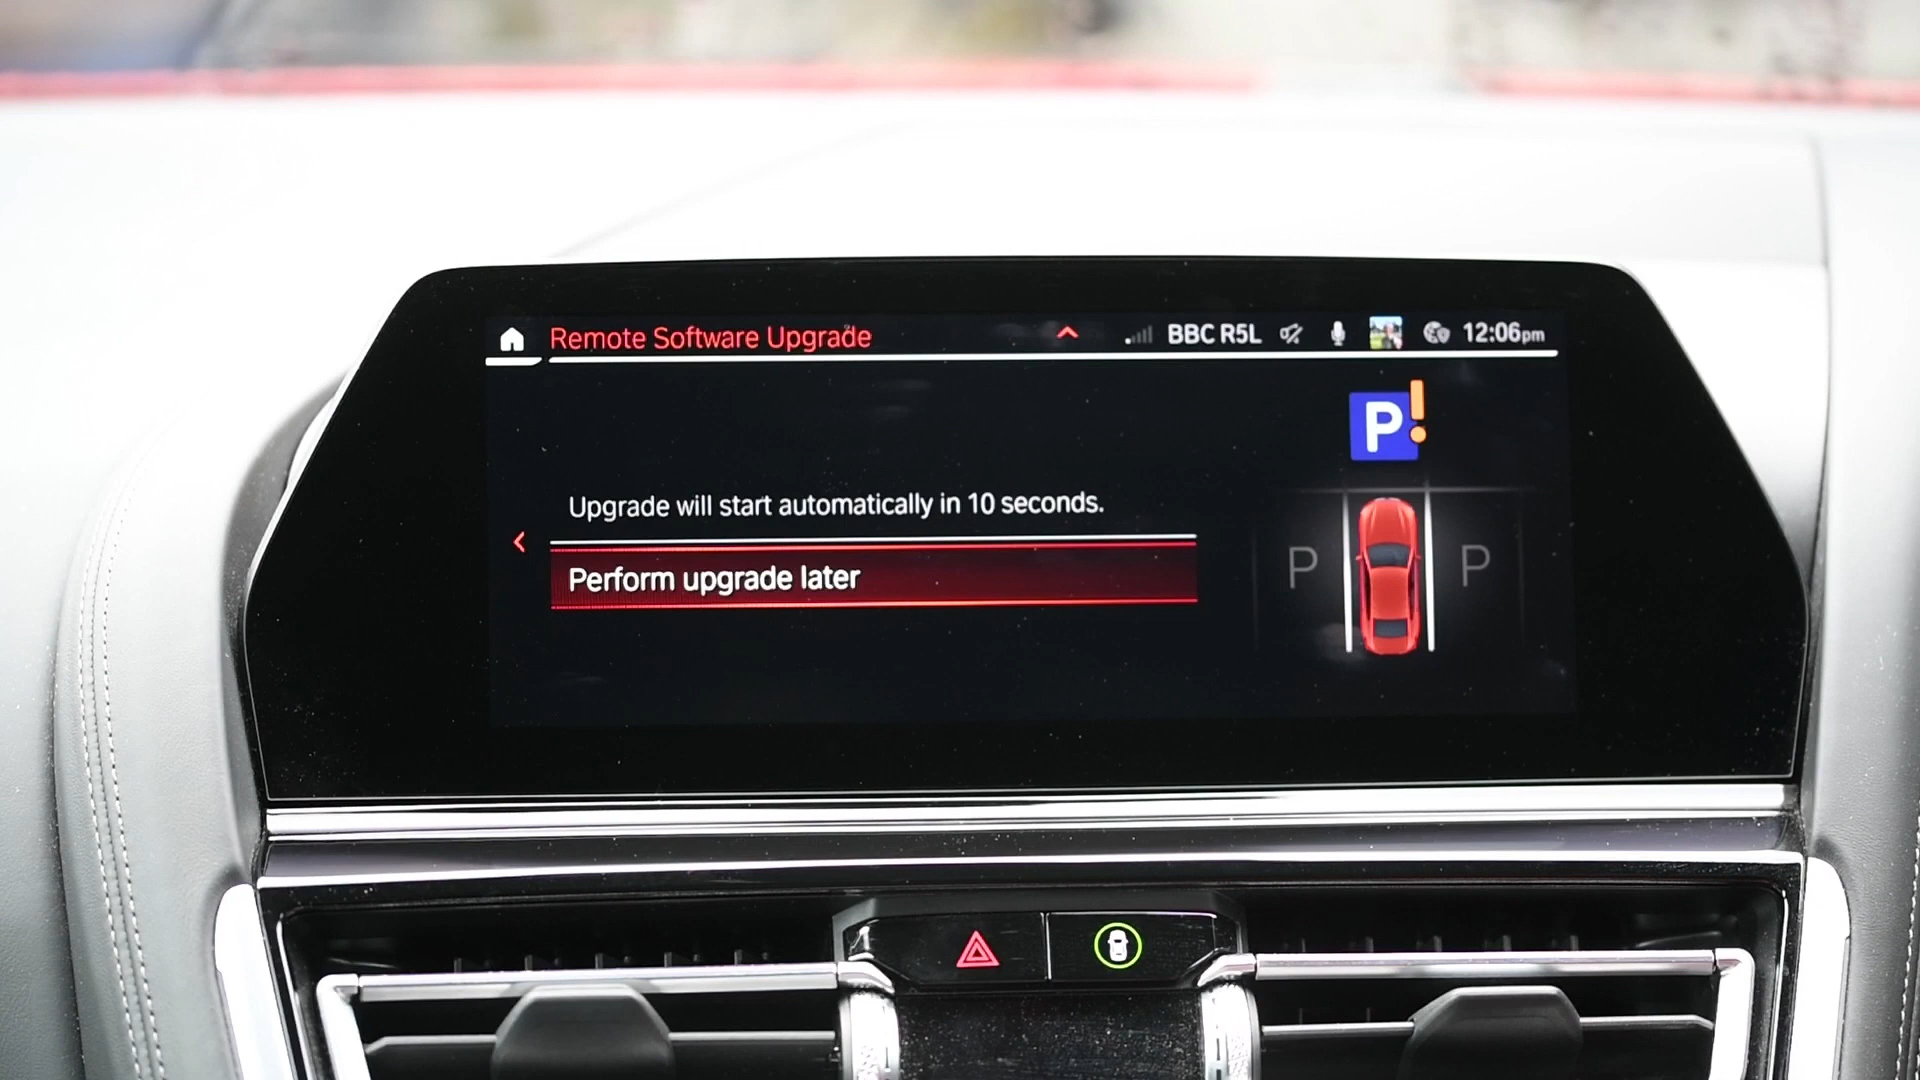 Remote Software Upgrade
BBC R5L
12:06pm
P!
Upgrade will start automatically in 10 seconds.
Perform upgrade later
P
P